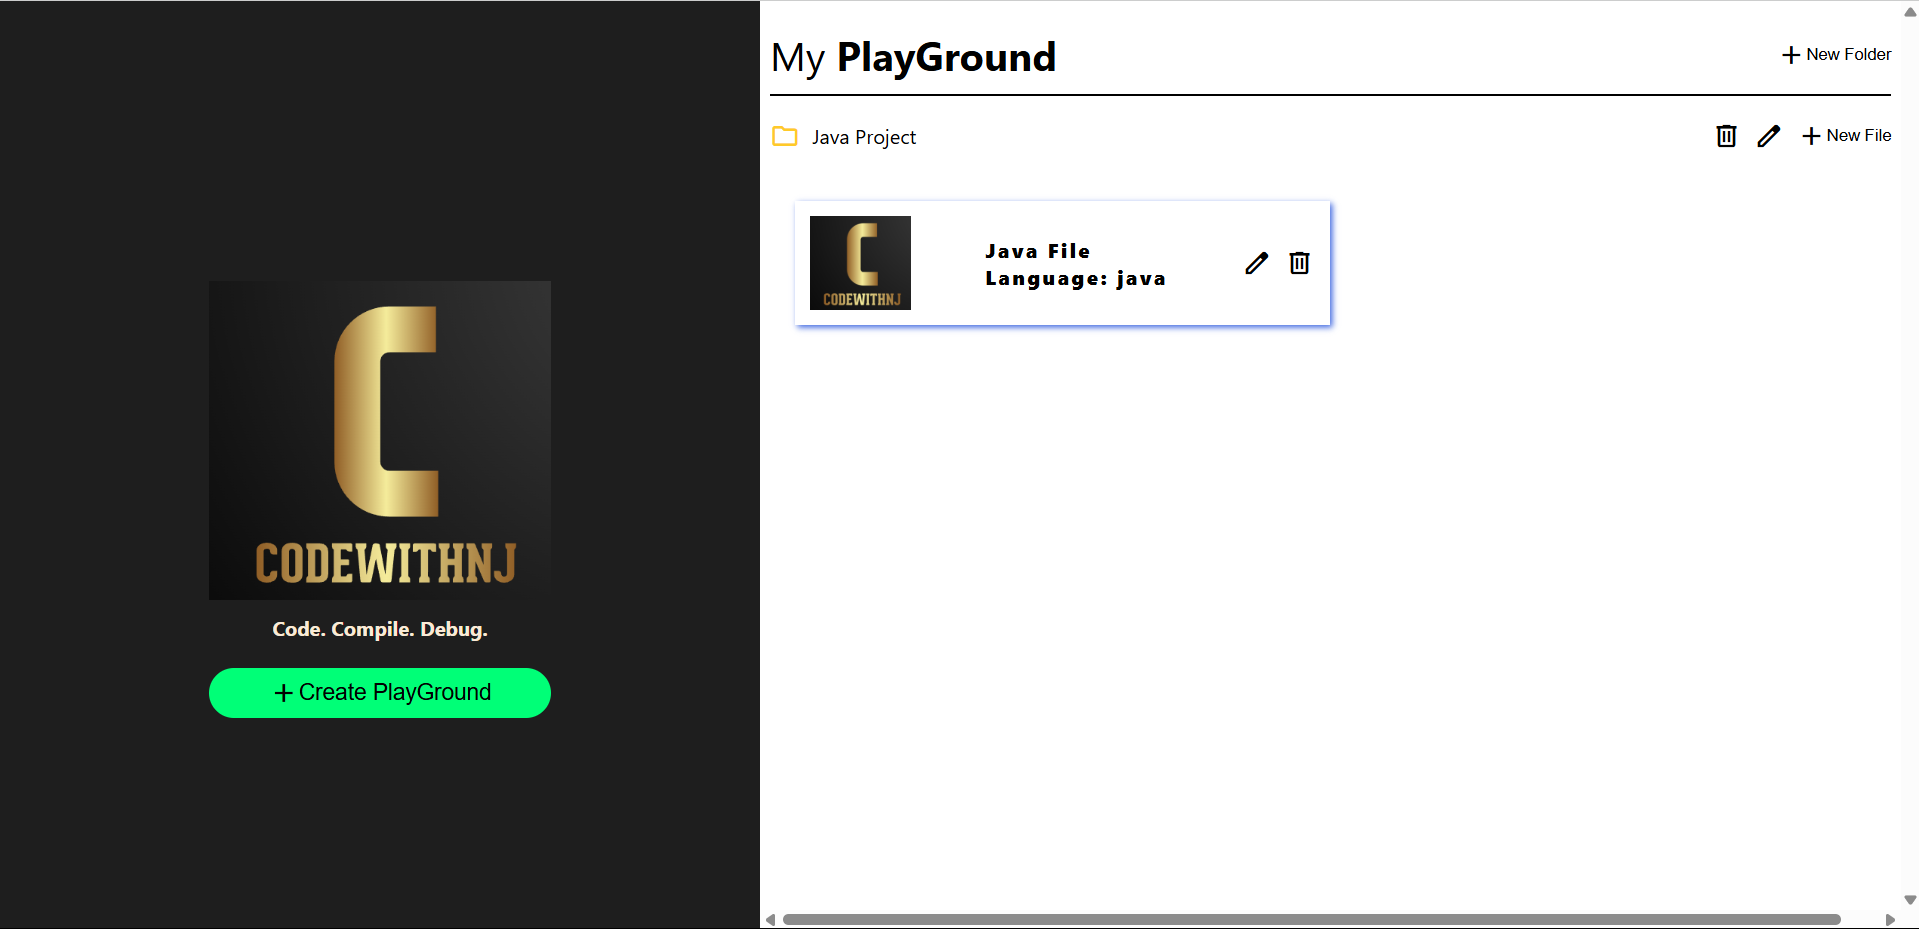 CODEWITHNJ
Code. Compile. Debug.
+ Create PlayGround
My PlayGround
+ New Folder
Java Project
+ New File
CODEWITHNJ
Java File
Language: java